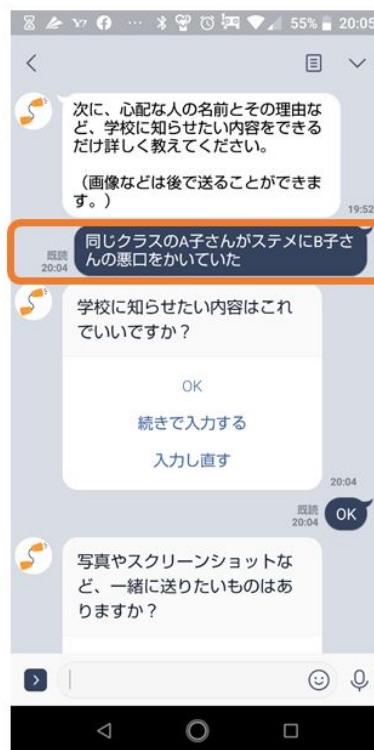 55% 20:05
次に、心配な人の名前とその理由な
ど、学校に知らせたい内容をできる
だけ詳しく教えてください。
（画像などは後で送ることができま
す。）
19:52
同じクラスのA子さんがステメにB子さ
んの悪口をかいていた
既読
20:04
学校に知らせたい内容はこれ
でいいですか？
OK
続きで入力する
入力し直す
20:04
既読
20:04
OK
写真やスクリーンショットな
ど、一緒に送りたいものはあ
りますか？